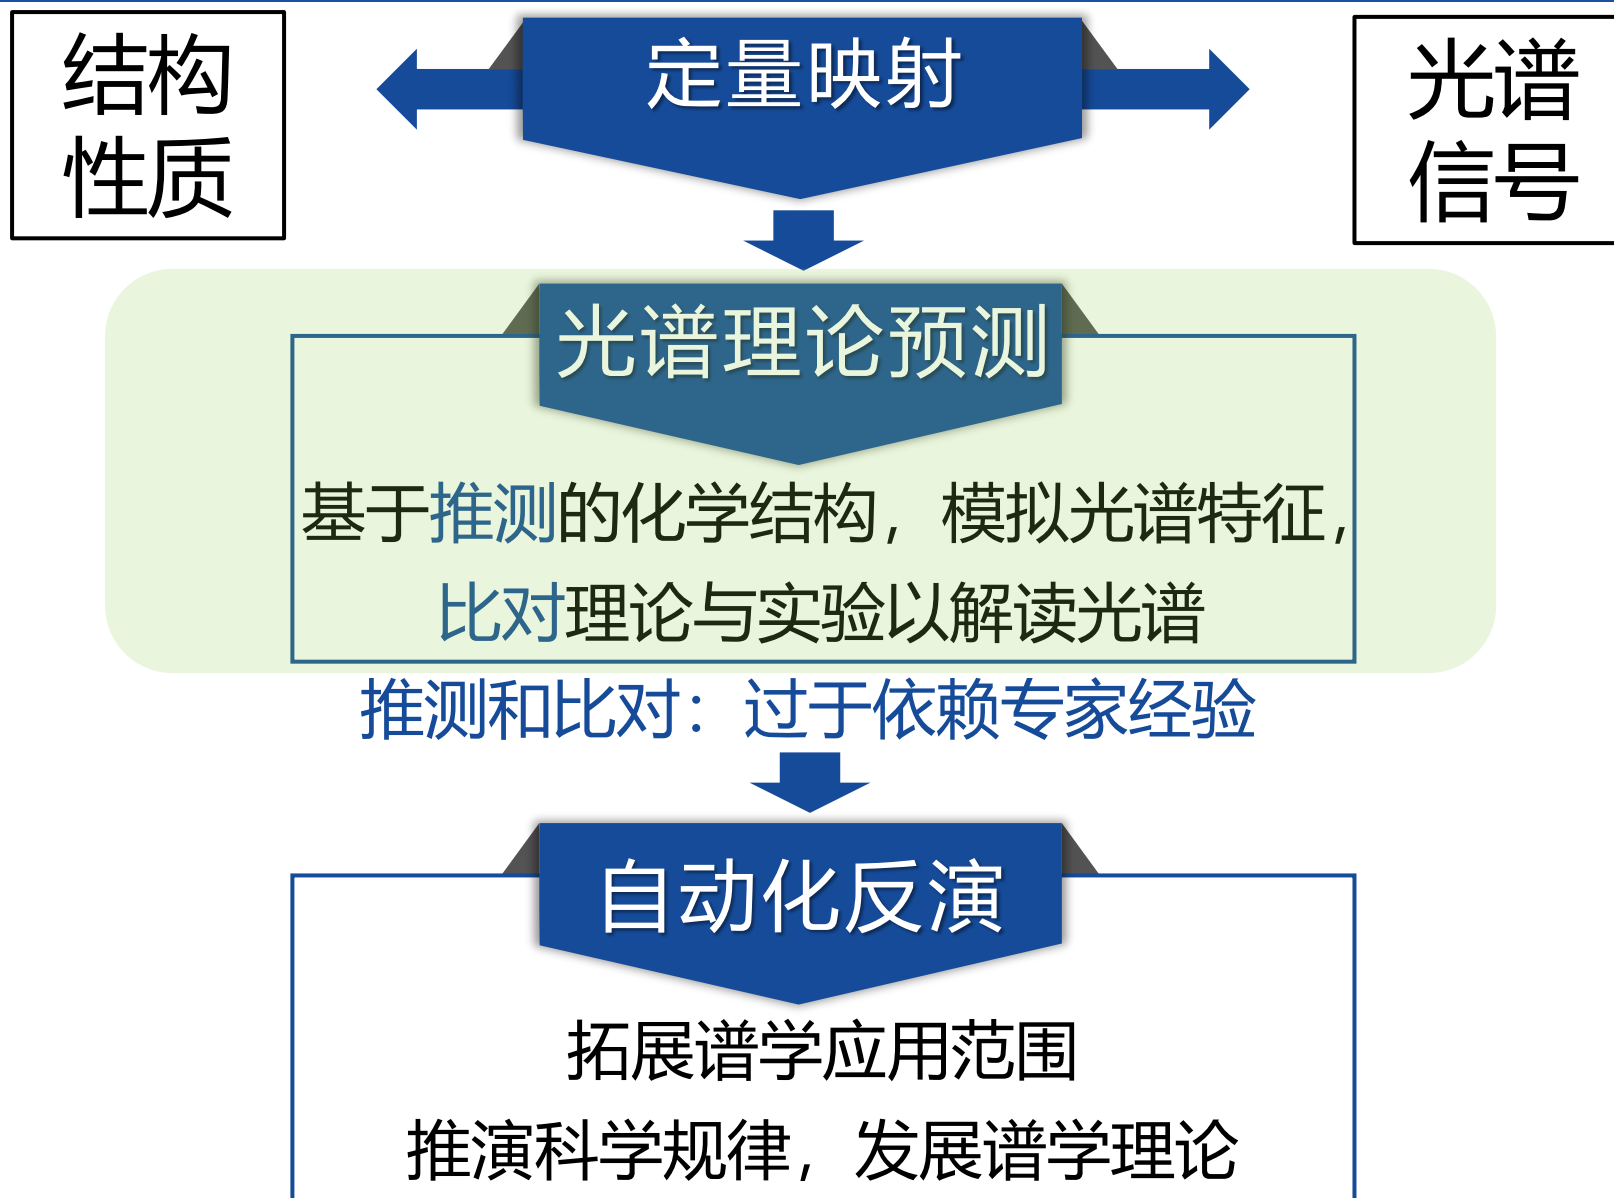 结构
性质
定量映射
光谱
信号
光谱理论预测
基于推测的化学结构，模拟光谱特征，
比对理论与实验以解读光谱
推测和比对：过于依赖专家经验
自动化反演
拓展谱学应用范围
推演科学规律，发展谱学理论